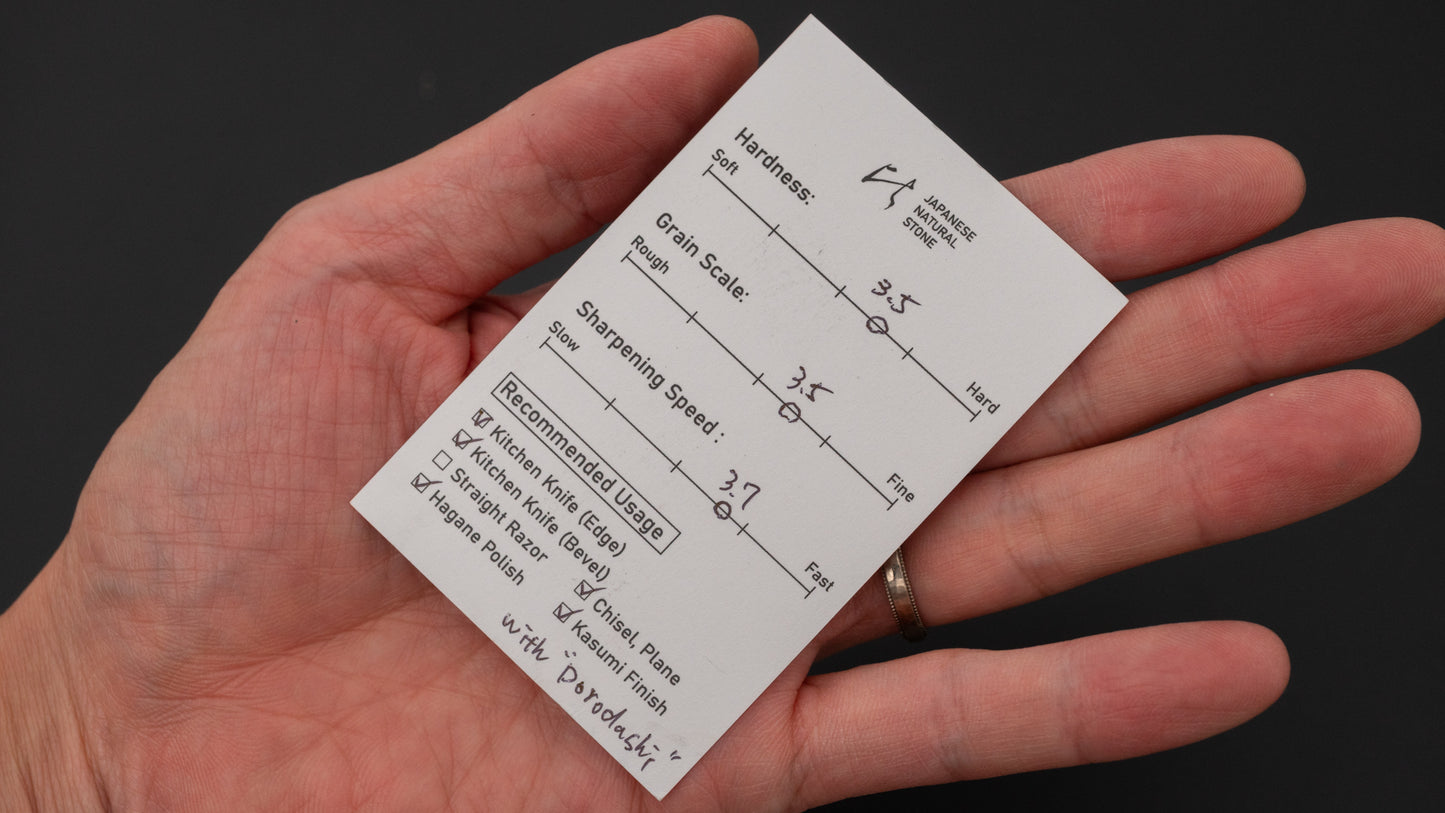 JAPANESE
NATURAL
STONE
Hardness:
Soft
3.5
Hard
Grain Scale:
Rough
3.5
Fine
Sharpening Speed :
Slow
3.7
Fast
Recommended Usage
Kitchen Knife (Edge)
Kitchen Knife (Bevel)
Straight Razor
Hagane Polish
Chisel, Plane
Kasumi Finish
with "Dorodashi"